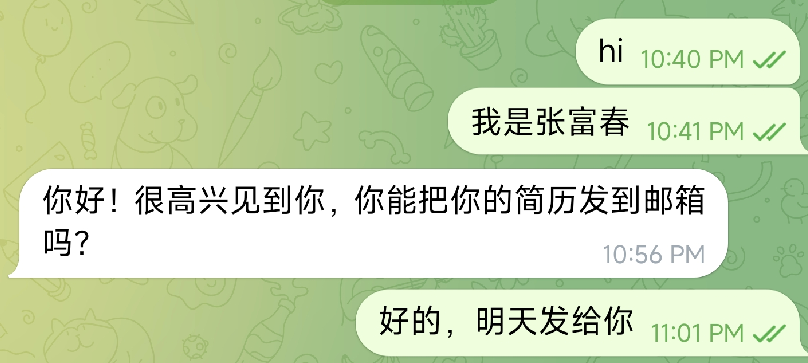 hi 10:40 PM
我是张富春 10:41 PM
你好！很高兴见到你，你能把你的简历发到邮箱
吗？
10:56 PM
好的，明天发给你 11:01 PM